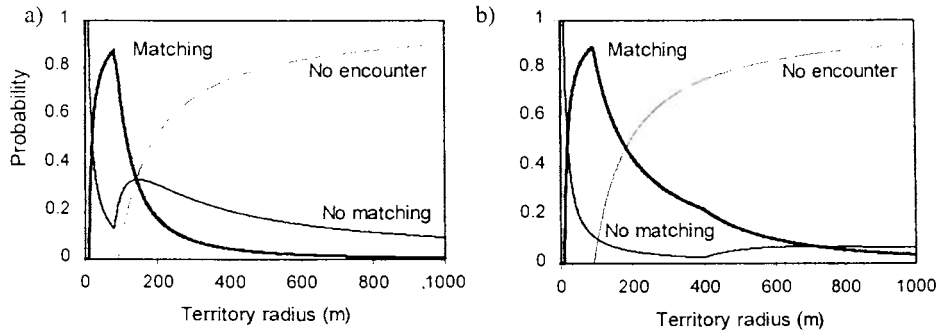 a)
Probability
1
0.8
0.6
0.4
0.2
0
Matching
No encounter
No matching
0 200 400 600 800 .1000
Territory radius (m)
b)
1
0.8
0.6
0.4
0.2
0
Matching
No encounter
No matching
0 200 400 600 800 1000
Territory radius (m)